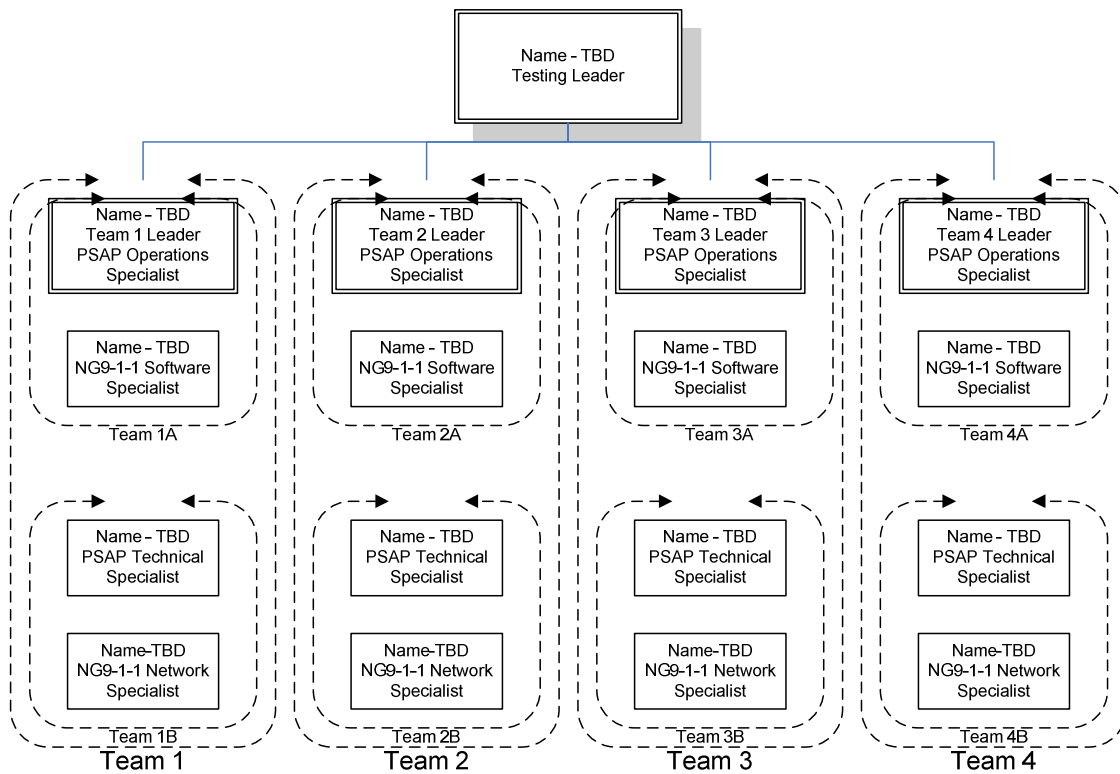 Name - TBD
Testing Leader
Name - TBD
Team 1 Leader
PSAP Operations
Specialist
Name - TBD
NG9-1-1 Software
Specialist
Team 1A
Name - TBD
PSAP Technical
Specialist
Name-TBD
NG9-1-1 Network
Specialist
Team 1B
Team 1
Name - TBD
Team 2 Leader
PSAP Operations
Specialist
Name - TBD
NG9-1-1 Software
Specialist
Team 2A
Name - TBD
PSAP Technical
Specialist
Name-TBD
NG9-1-1 Network
Specialist
Team 2B
Team 2
Name - TBD
Team 3 Leader
PSAP Operations
Specialist
Name - TBD
NG9-1-1 Software
Specialist
Team 3A
Name - TBD
PSAP Technical
Specialist
Name-TBD
NG9-1-1 Network
Specialist
Team 3B
Team 3
Name - TBD
Team 4 Leader
PSAP Operations
Specialist
Name - TBD
NG9-1-1 Software
Specialist
Team 4A
Name - TBD
PSAP Technical
Specialist
Name-TBD
NG9-1-1 Network
Specialist
Team 4B
Team 4